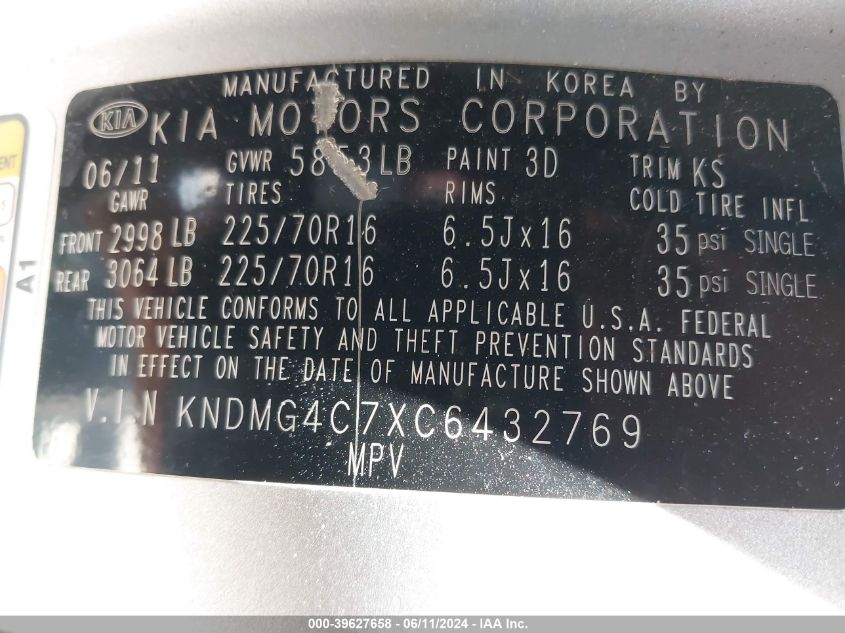 MANUFACTURED IN KOREA BY
KIA KIA MOTORS CORPORATION
06/11 GVWR 5853LB PAINT 3D TRIM KS
GAWR TIRES RIMS COLD TIRE INFL
FRONT 2998 LB 225/70R16 6.5Jx16 35 psi SINGLE
REAR 3064 LB 225/70R16 6.5Jx16 35 psi SINGLE
THIS VEHICLE CONFORMS TO ALL APPLICABLE U.S.A. FEDERAL
MOTOR VEHICLE SAFETY AND THEFT PREVENTION STANDARDS
IN EFFECT ON THE DATE OF MANUFACTURE SHOWN ABOVE
V.I.N KNDMG4C7XC6432769
MPV
A1
000-39627658 - 06/11/2024 - IAA Inc.